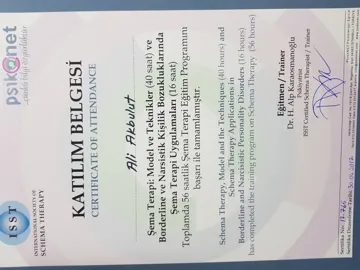 psikonet
ISST
INTERNATIONAL SOCIETY OF
SCHEMA THERAPY
KATILIM BELGESİ
CERTIFICATE OF ATTENDANCE
Ali Akbulut
Şema Terapi: Model ve Teknikler (40 saat) ve
Borderline ve Narsistik Kişilik Bozukluklarında
Şema Terapi Uygulamaları (16 saat)
Toplamda 56 saatlik Şema Terapi Eğitim Programını
başarı ile tamamlamıştır.
Schema Therapy, Model and the Techniques (40 hours) and
Schema Therapy Applications in
Borderline and Narcissistic Personality Disorders (16 hours)
has completed the training program on Schema Therapy (56 hours)
Eğitmen / Trainer
Dr. H. Alp Karaosmanoğlu
Psikiyatrist
ISST Certified Schema Therapist / Trainer
Sertifika No: